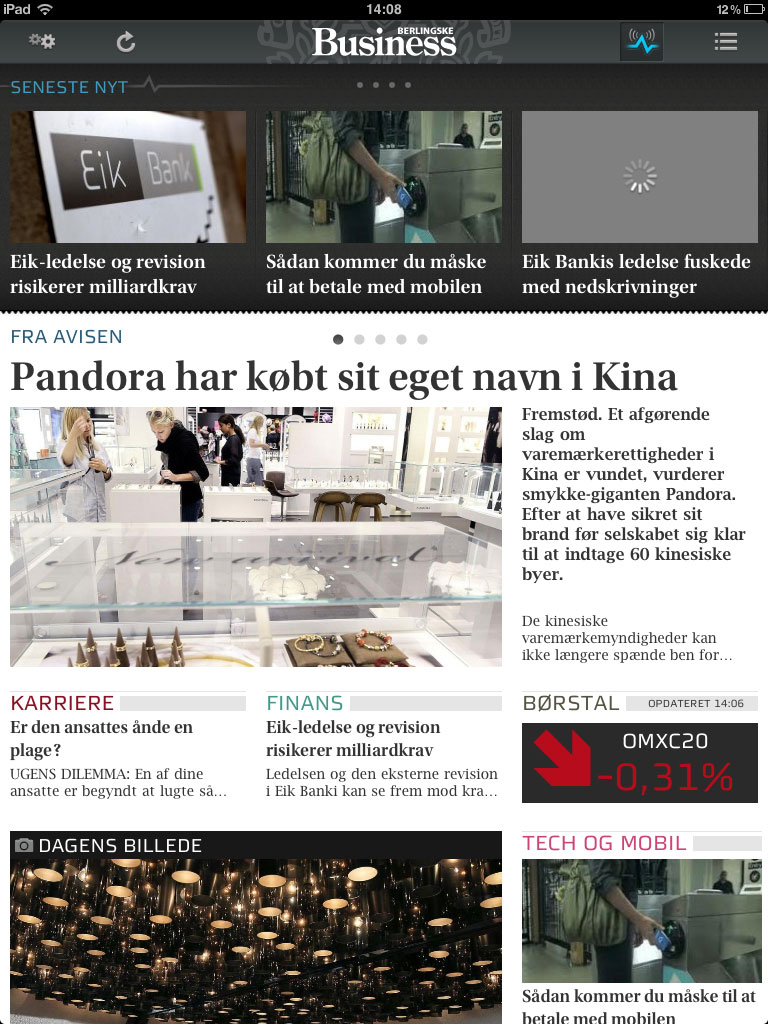 iPad
14:08
12%
BERLINGSKE
Business
SENESTE NYT
Eik Bank
Eik-ledelse og revision
risikerer milliardkrav
Sådan kommer du måske
til at betale med mobilen
Eik Bankis ledelse fuskede
med nedskrivninger
FRA AVISEN
Pandora har købt sit eget navn i Kina
New arrival
Fremstød. Et afgørende
slag om
varemærkerettigheder i
Kina er vundet, vurderer
smykke-giganten Pandora.
Efter at have sikret sit
brand før selskabet sig klar
til at indtage 60 kinesiske
byer.
De kinesiske
varemærkemyndigheder kan
ikke længere spænde ben for...
KARRIERE
Er den ansattes ånde en
plage?
UGENS DILEMMA: En af dine
ansatte er begyndt at lugte så...
FINANS
Eik-ledelse og revision
risikerer milliardkrav
Ledelsen og den eksterne revision
i Eik Banki kan se frem mod kra...
BØRSTAL
OPDATERET 14:06
OMXC20
-0,31%
DAGENS BILLEDE
TECH OG MOBIL
Sådan kommer du måske til at
betale med mobilen